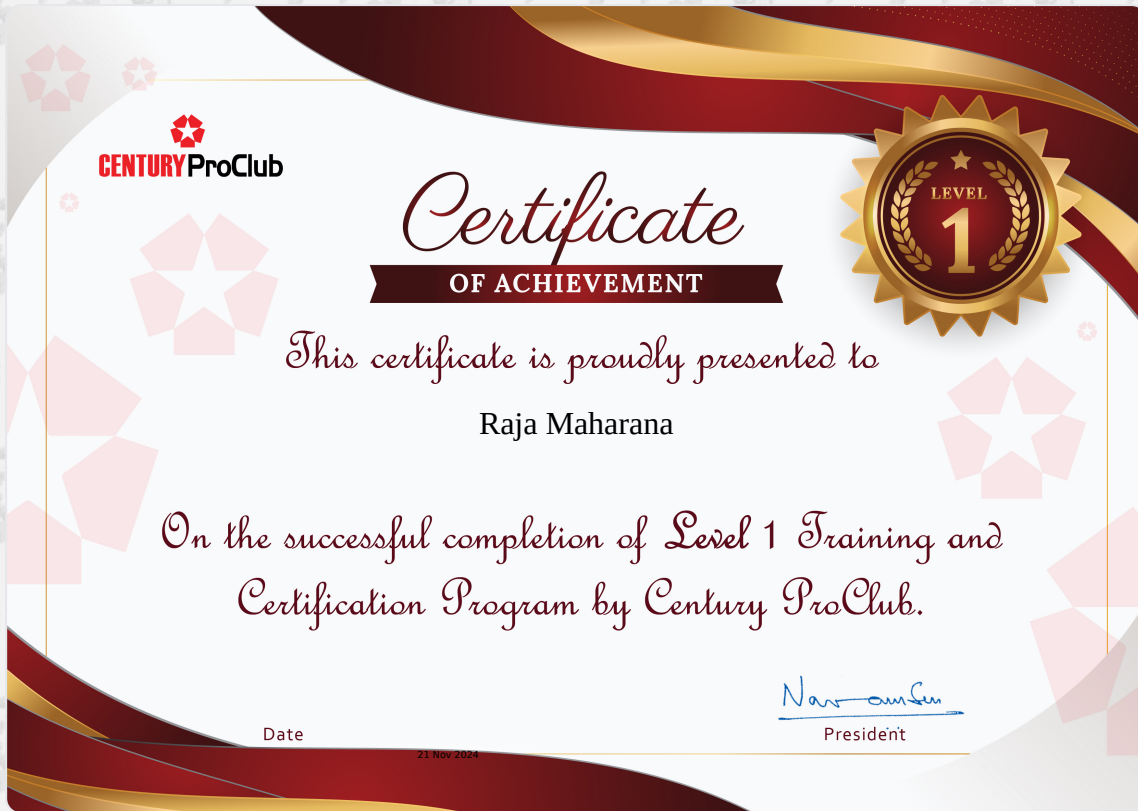 CENTURY ProClub
LEVEL
1
Certificate
OF ACHIEVEMENT
This certificate is proudly presented to
Raja Maharana
On the successful completion of Level 1 Training and
Certification Program by Century ProClub.
Date
President
21 Nov 2024